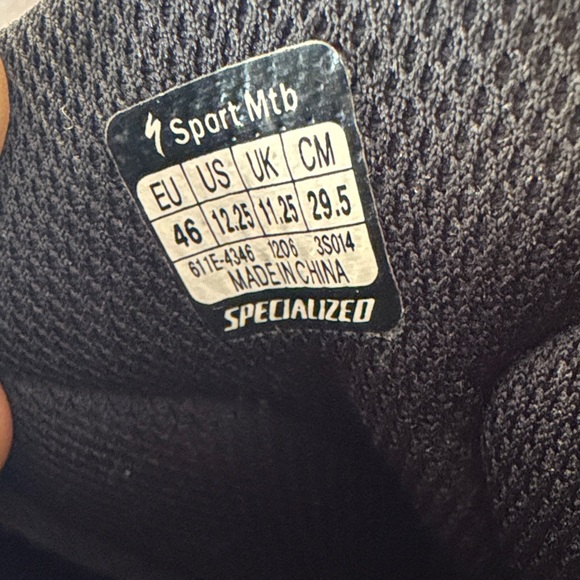 Sport Mtb
EU US UK CM
46 12.25 11.25 29.5
611E-4346 1206 3S014
MADE IN CHINA
SPECIALIZED